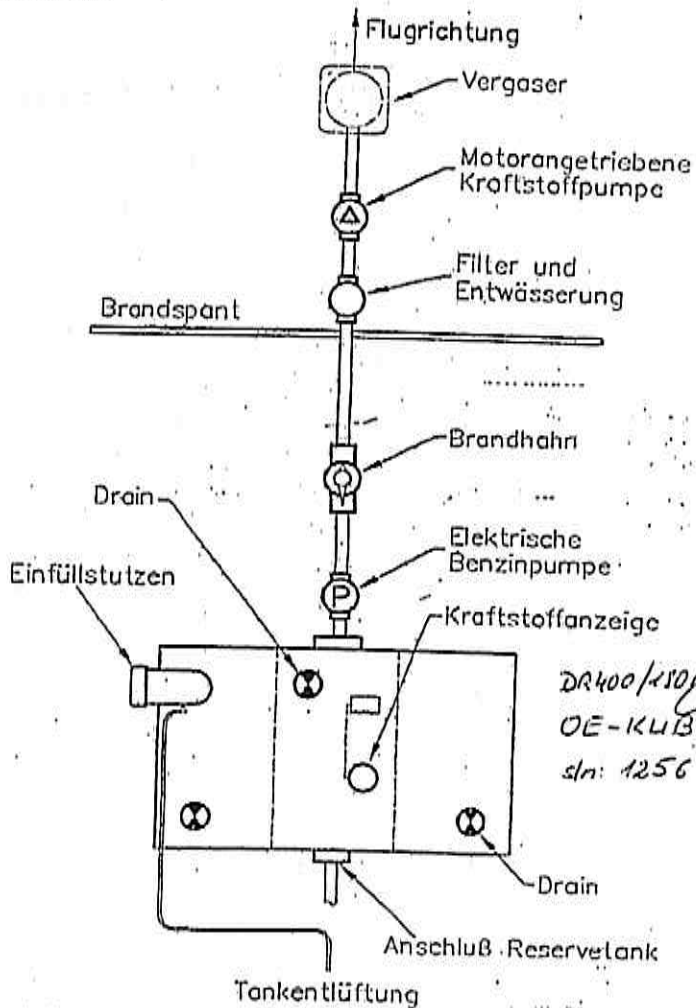 Flugrichtung
Vergaser
Motorangetriebene
Kraftstoffpumpe
Filter und
Entwässerung
Brandspant
Brandhahn
Drain
Elektrische
Benzinpumpe
Einfüllstutzen
P
Kraftstoffanzeige
OE-KUB
s/n: 1256
Drain
Anschluß Reservetank
Tankentlüftung